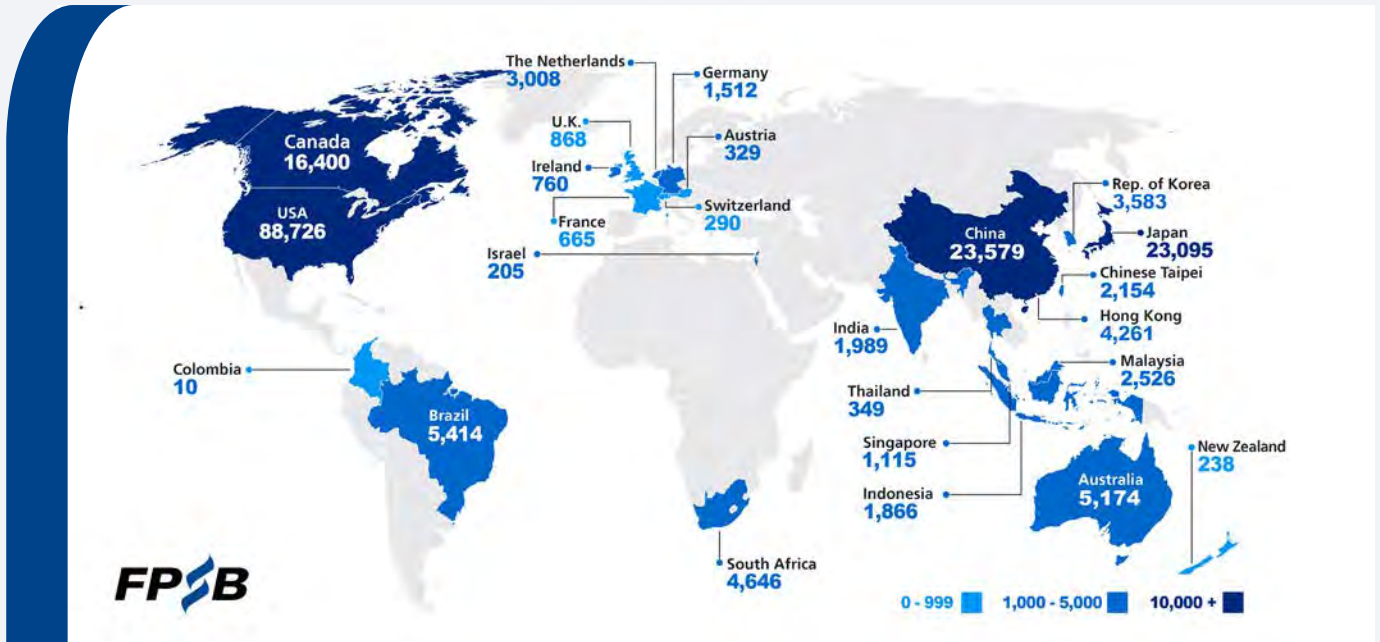 The Netherlands
3,008
Germany
1,512
U.K.
868
Austria
329
Canada
16,400
Ireland
760
Rep. of Korea
3,583
Switzerland
290
USA
88,726
France
665
China
23,579
Japan
23,095
Israel
205
Chinese Taipei
2,154
Hong Kong
4,261
India
1,989
Malaysia
2,526
Colombia
10
Thailand
349
Brazil
5,414
Singapore
1,115
New Zealand
238
Australia
5,174
Indonesia
1,866
South Africa
4,646
FPSB
0 - 999
1,000 - 5,000
10,000 +